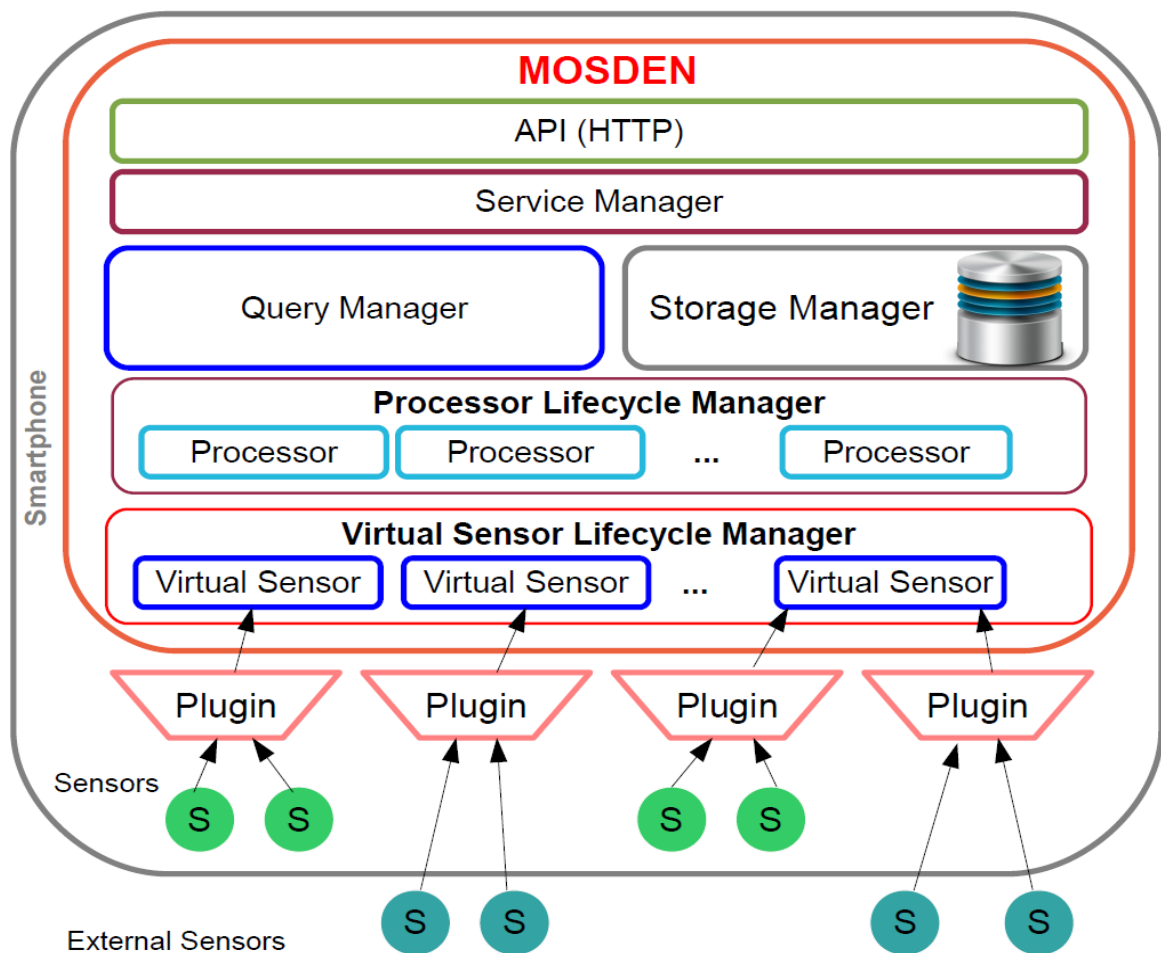 MOSDEN
API (HTTP)
Service Manager
Query Manager
Storage Manager
Smartphone
Processor Lifecycle Manager
Processor Processor ... Processor
Virtual Sensor Lifecycle Manager
Virtual Sensor Virtual Sensor ... Virtual Sensor
Plugin Plugin Plugin Plugin
Sensors
S S S S
S S S S
External Sensors